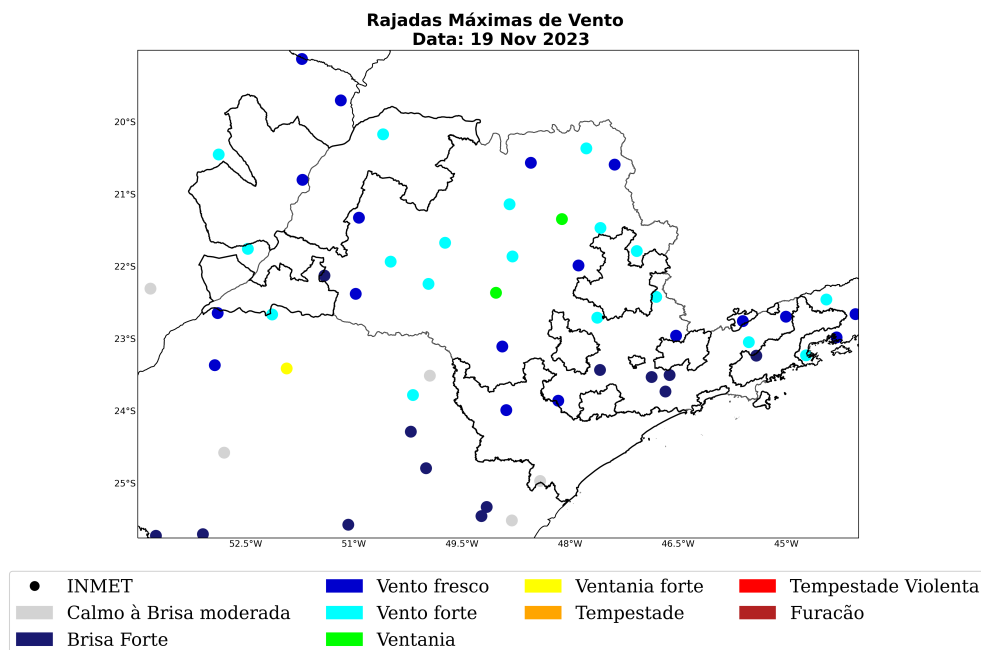 Rajadas Máximas de Vento
Data: 19 Nov 2023
20°S
21°S
22°S
23°S
24°S
25°S
52.5°W 51°W 49.5°W 48°W 46.5°W 45°W
INMET Vento fresco Ventania forte Tempestade Violenta
Calmo à Brisa moderada Vento forte Tempestade Furacão
Brisa Forte Ventania